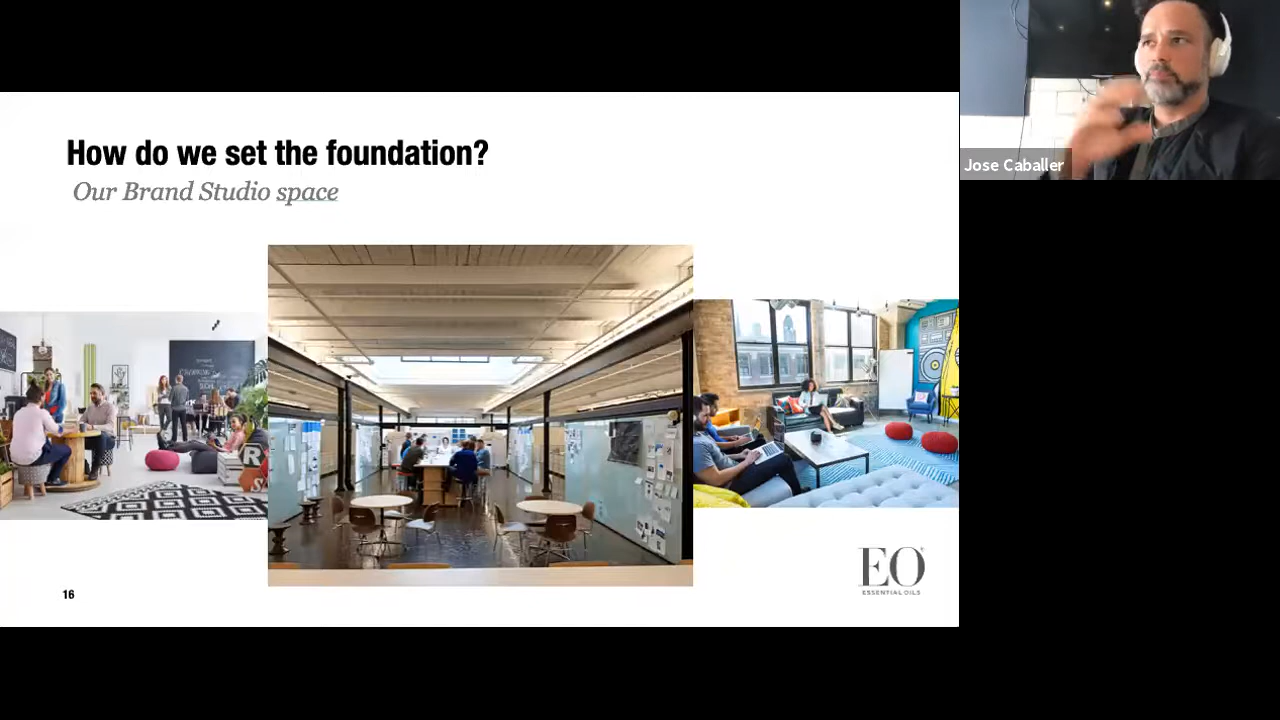 How do we set the foundation?
Our Brand Studio space
Jose Caballer
R
16
EO
ESSENTIAL OILS